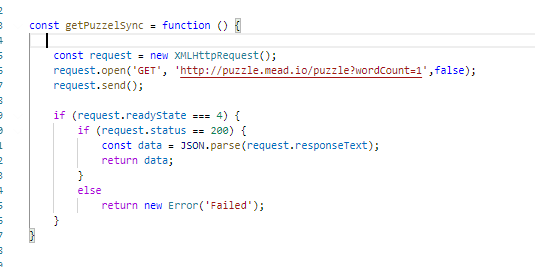 const getPuzzelSync = function () {
const request = new XMLHttpRequest();
request.open('GET', 'http://puzzle.mead.io/puzzle?wordCount=1',false);
request.send();
if (request.readyState === 4) {
if (request.status == 200) {
const data = JSON.parse(request.responseText);
return data;
}
else
return new Error('Failed');
}
}